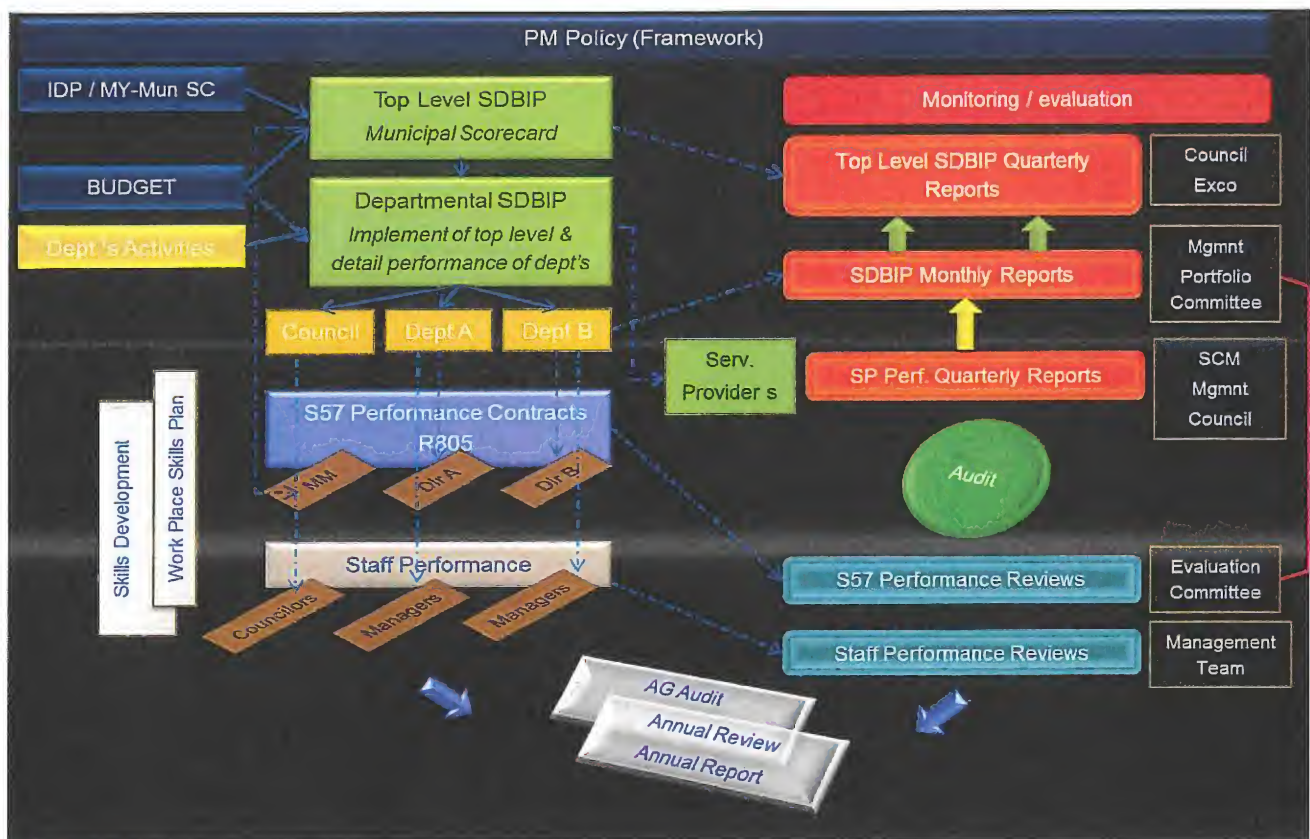 PM Policy (Framework)
IDP / MY-Mun SC
BUDGET
Dept 's Activities
Top Level SDBIP
Municipal Scorecard
Departmental SDBIP
Implement of top level &
detail performance of dept's
Council
Dept A
Dept B
Serv.
Provider s
S57 Performance Contracts
R805
MM
Dir A
Dir B
Staff Performance
Councilors
Managers
Managers
Skills Development
Work Place Skills Plan
Monitoring / evaluation
Top Level SDBIP Quarterly
Reports
Council
Exco
SDBIP Monthly Reports
Mgmnt
Portfolio
Committee
SP Perf. Quarterly Reports
SCM
Mgmnt
Council
Audit
S57 Performance Reviews
Evaluation
Committee
Staff Performance Reviews
Management
Team
AG Audit
Annual Review
Annual Report